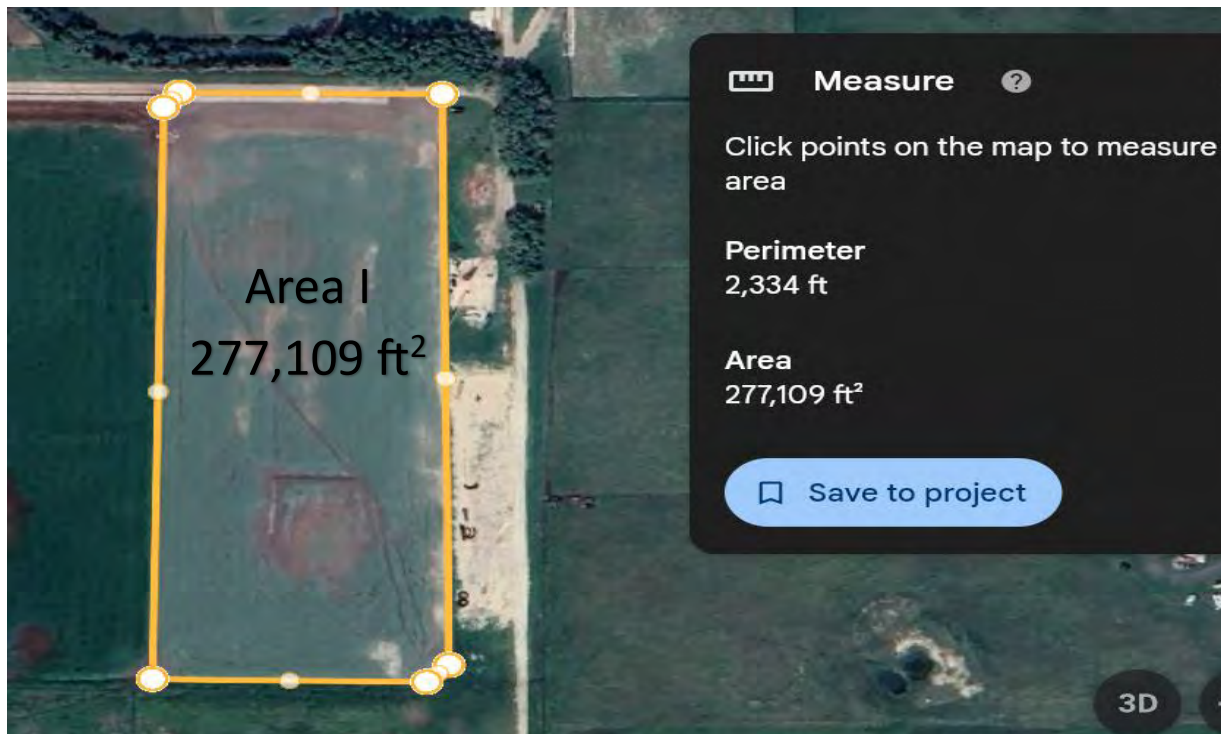 Area I
277,109 ft²
Measure ?
Click points on the map to measure
area
Perimeter
2,334 ft
Area
277,109 ft²
Save to project
3D